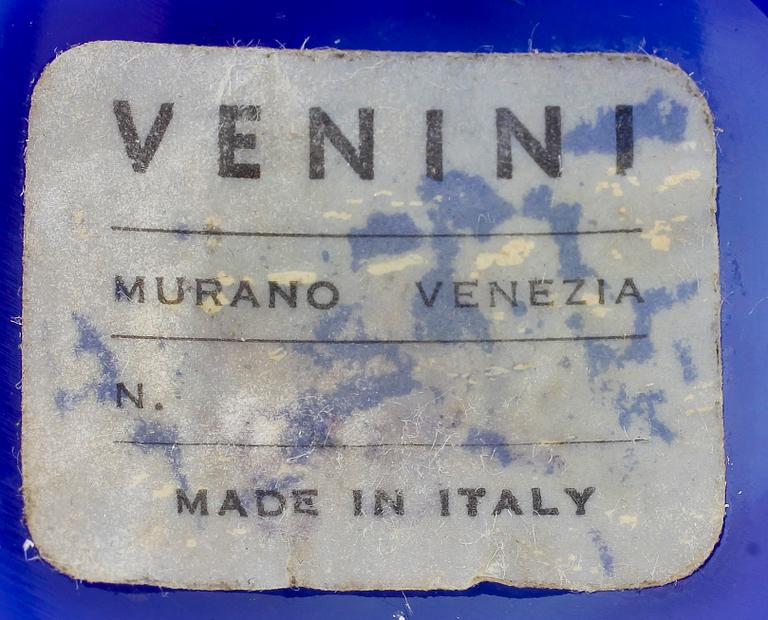 VENINI
MURANO VENEZIA
N.
MADE IN ITALY